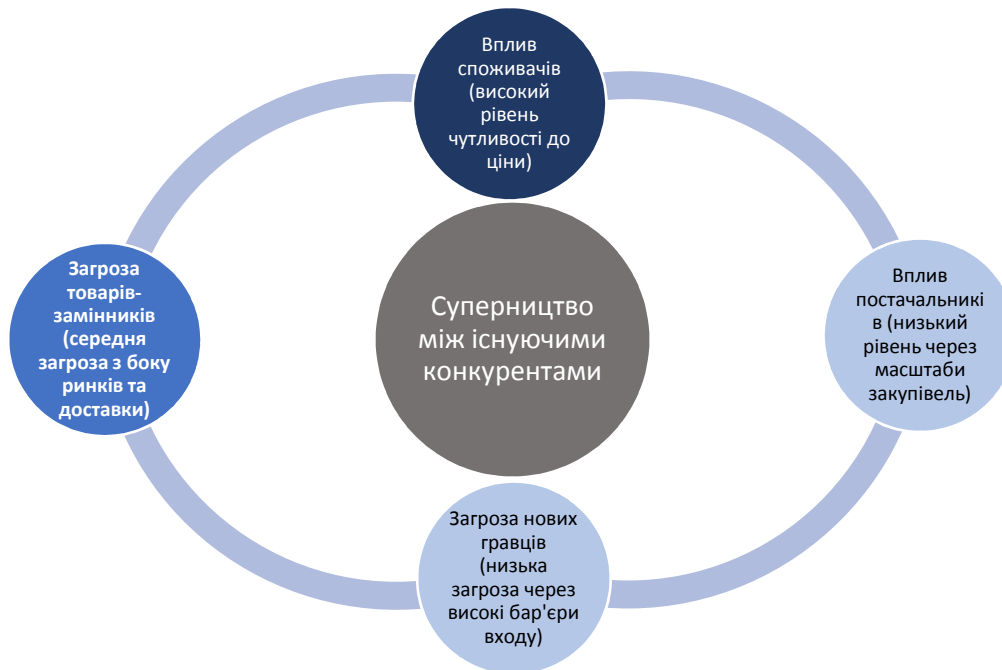 Вплив
споживачів
(високий
рівень
чутливості до
ціни)
Загроза
товарів-
замінників
(середня
загроза з боку
ринків та
доставки)
Суперництво
між існуючими
конкурентами
Вплив
постачальникі
в (низький
рівень через
масштаби
закупівель)
Загроза нових
гравців
(низька
загроза через
високі бар'єри
входу)